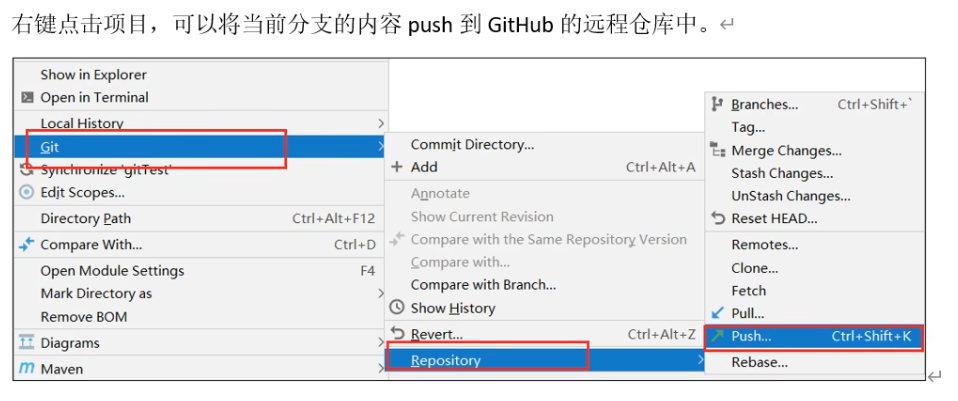 右键点击项目，可以将当前分支的内容 push 到 GitHub 的远程仓库中。
Show in Explorer
Open in Terminal
Local History
Git
Synchronize 'gitTest'
Edit Scopes...
Directory Path Ctrl+Alt+F12
Compare With... Ctrl+D
Open Module Settings F4
Mark Directory as
Remove BOM
Diagrams
Maven
Commit Directory...
Add Ctrl+Alt+A
Annotate
Show Current Revision
Compare with the Same Repository Version
Compare with...
Compare with Branch...
Show History
Revert... Ctrl+Alt+Z
Repository
Branches... Ctrl+Shift+`
Tag...
Merge Changes...
Stash Changes...
UnStash Changes...
Reset HEAD...
Remotes...
Clone...
Fetch
Pull...
Push... Ctrl+Shift+K
Rebase...